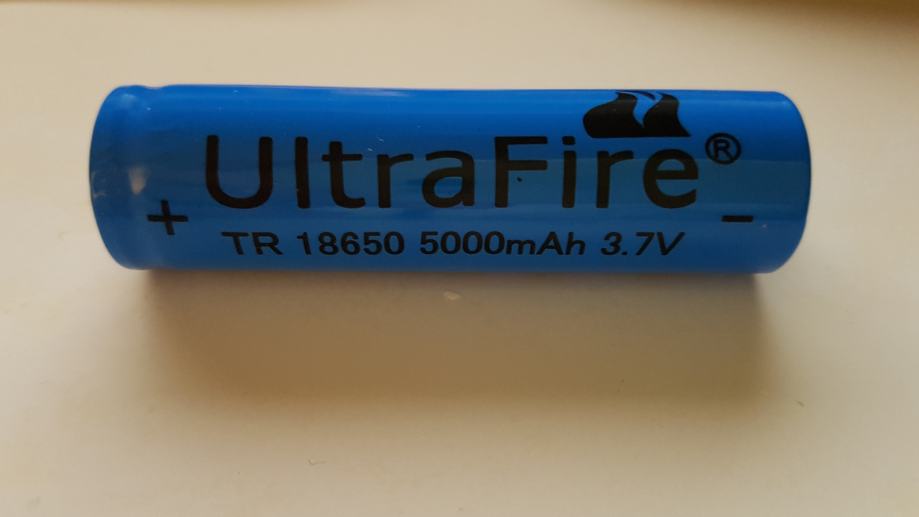 UltraFire®
+ TR 18650 5000mAh 3.7V -